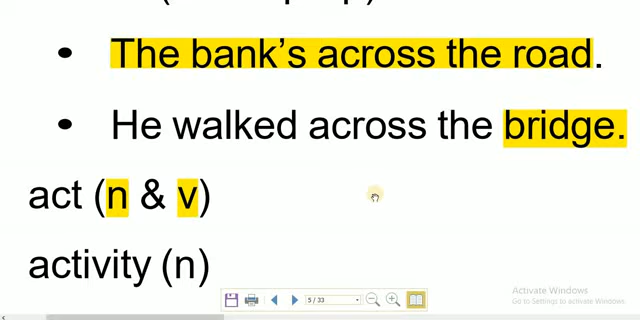 • The bank's across the road.
• He walked across the bridge.
act (n & v)
activity (n)
5 / 33
Activate Windows
Go to Settings to activate Windows.